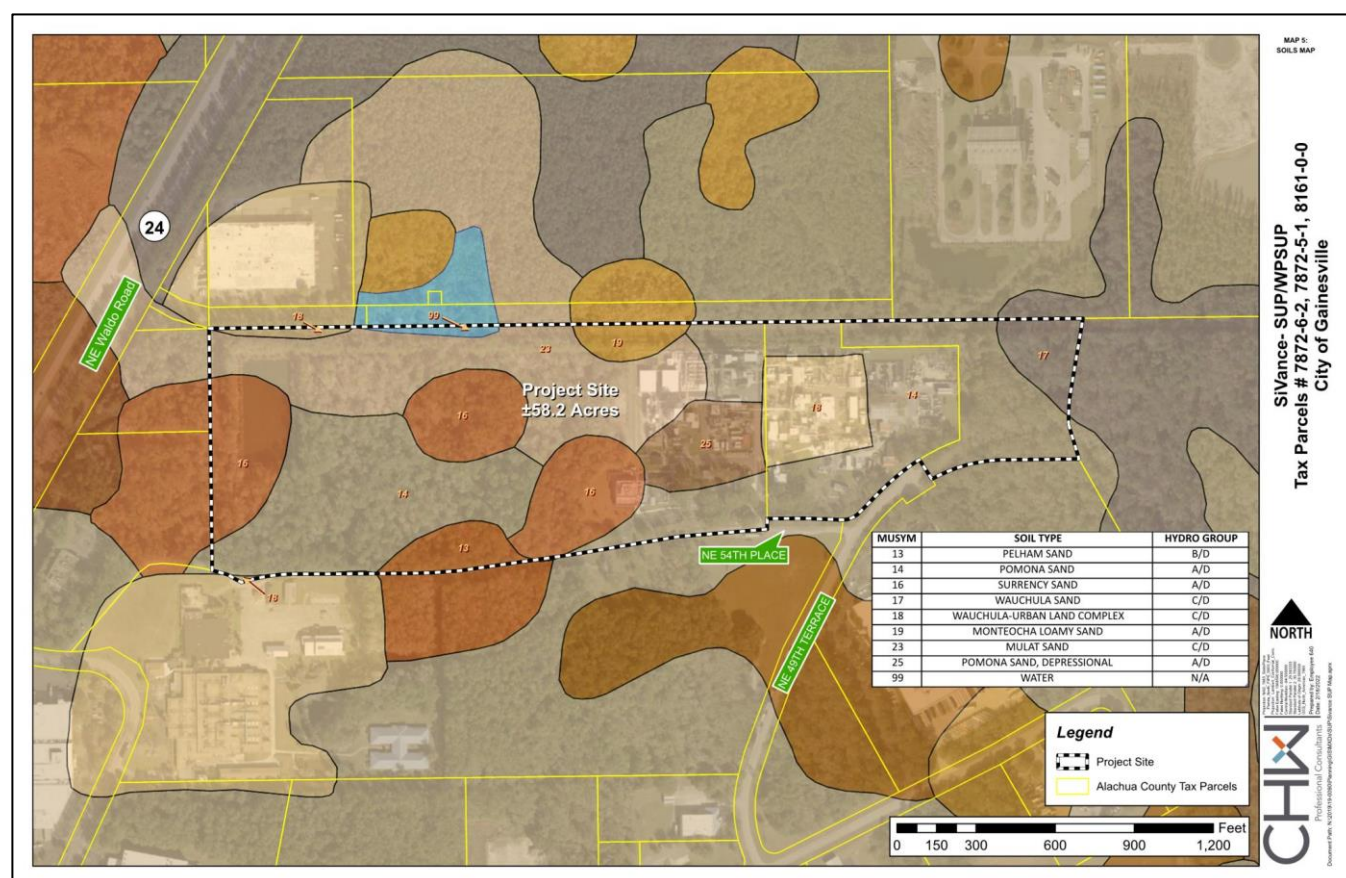 MAP 5:
SOILS MAP
SiVance- SUP/WPSUP
Tax Parcels # 7872-6-2, 7872-5-1, 8161-0-0
City of Gainesville
24
NE Waldo Road
18
99
23
19
17
Project Site
±58.2 Acres
16
18
14
25
16
14
16
13
18
NE 54TH PLACE
NE 49TH TERRACE
MUSYM SOIL TYPE HYDRO GROUP
13 PELHAM SAND B/D
14 POMONA SAND A/D
16 SURRENCY SAND A/D
17 WAUCHULA SAND C/D
18 WAUCHULA-URBAN LAND COMPLEX C/D
19 MONTEOCHA LOAMY SAND A/D
23 MULAT SAND C/D
25 POMONA SAND, DEPRESSIONAL A/D
99 WATER N/A
NORTH
Legend
Project Site
Alachua County Tax Parcels
Feet
0 150 300 600 900 1,200
CHW
Professional Consultants
Prepared by: Employee 640